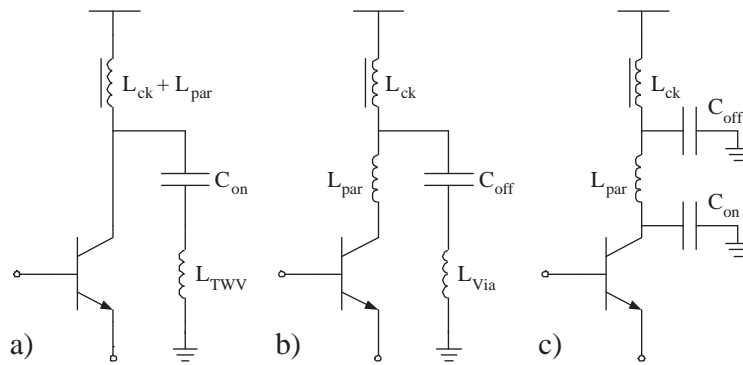 L_ck + L_par
C_on
L_TWV
a)
L_ck
L_par
C_off
L_Via
b)
L_ck
C_off
L_par
C_on
c)